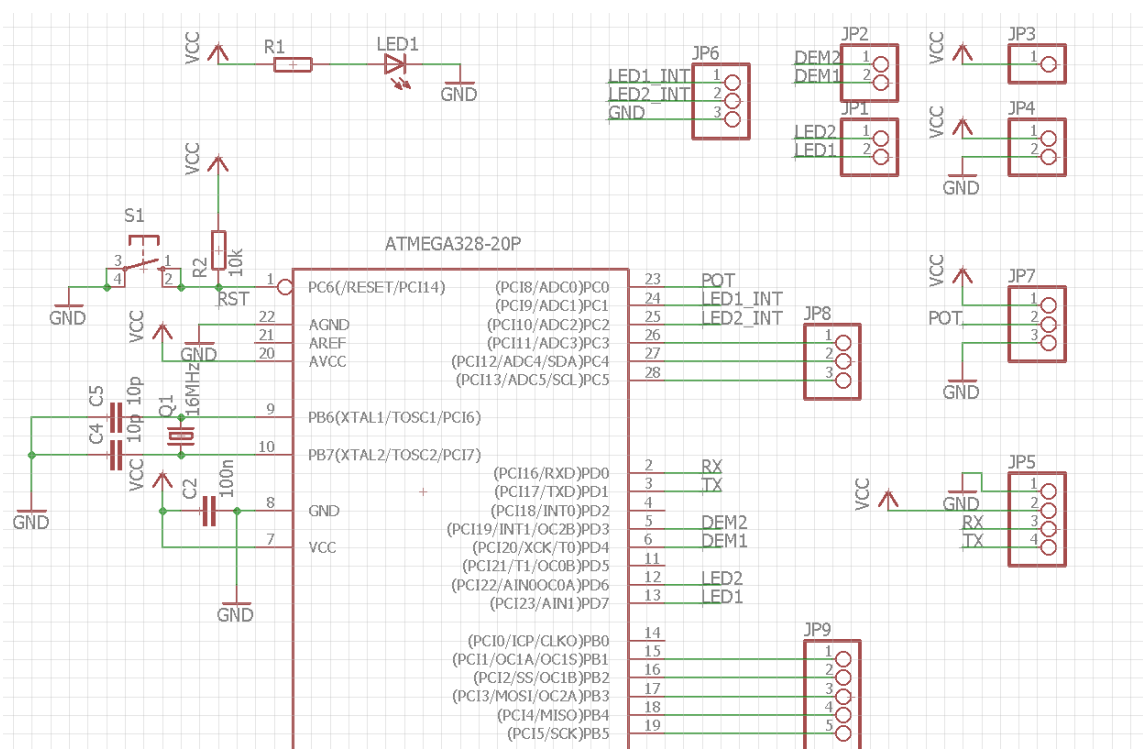 VCC
R1
LED1
GND
JP6
LED1_INT
1
LED2_INT
2
GND
3
JP2
DEM2
1
DEM1
2
JP1
LED2
1
LED1
2
VCC
JP3
1
VCC
JP4
1
2
GND
VCC
S1
3
1
4
2
GND
R2
10k
RST
ATMEGA328-20P
1 PC6(/RESET/PCI14)
22 AGND
21 AREF
20 AVCC
VCC
GND
9 PB6(XTAL1/TOSC1/PCI6)
10 PB7(XTAL2/TOSC2/PCI7)
8 GND
7 VCC
C5
10p
C4
10p
Q1
16MHz
GND
VCC
C2
100n
GND
(PCI8/ADC0)PC0 23 POT
(PCI9/ADC1)PC1 24 LED1_INT
(PCI10/ADC2)PC2 25 LED2_INT
(PCI11/ADC3)PC3 26
(PCI12/ADC4/SDA)PC4 27
(PCI13/ADC5/SCL)PC5 28
JP8
1
2
3
(PCI16/RXD)PD0 2 RX
(PCI17/TXD)PD1 3 TX
(PCI18/INT0)PD2 4
(PCI19/INT1/OC2B)PD3 5 DEM2
(PCI20/XCK/T0)PD4 6 DEM1
(PCI21/T1/OC0B)PD5 11
(PCI22/AIN0OC0A)PD6 12 LED2
(PCI23/AIN1)PD7 13 LED1
(PCI0/ICP/CLKO)PB0 14
(PCI1/OC1A/OC1S)PB1 15
(PCI2/SS/OC1B)PB2 16
(PCI3/MOSI/OC2A)PB3 17
(PCI4/MISO)PB4 18
(PCI5/SCK)PB5 19
JP9
1
2
3
4
5
VCC
JP7
1
POT
2
3
GND
JP5
VCC
GND
1
2
RX
3
TX
4